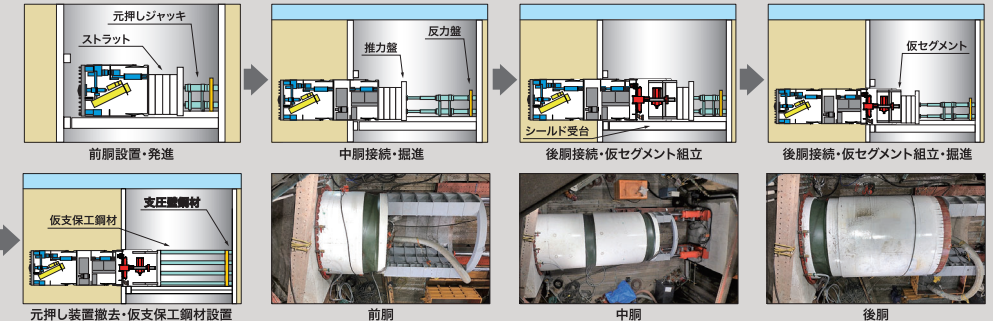 元押しジャッキ
ストラット
前胴設置・発進
反力盤
推力盤
中胴接続・掘進
シールド受台
後胴接続・仮セグメント組立
仮セグメント
後胴接続・仮セグメント組立・掘進
支圧壁鋼材
仮支保工鋼材
元押し装置撤去・仮支保工鋼材設置
前胴
中胴
後胴